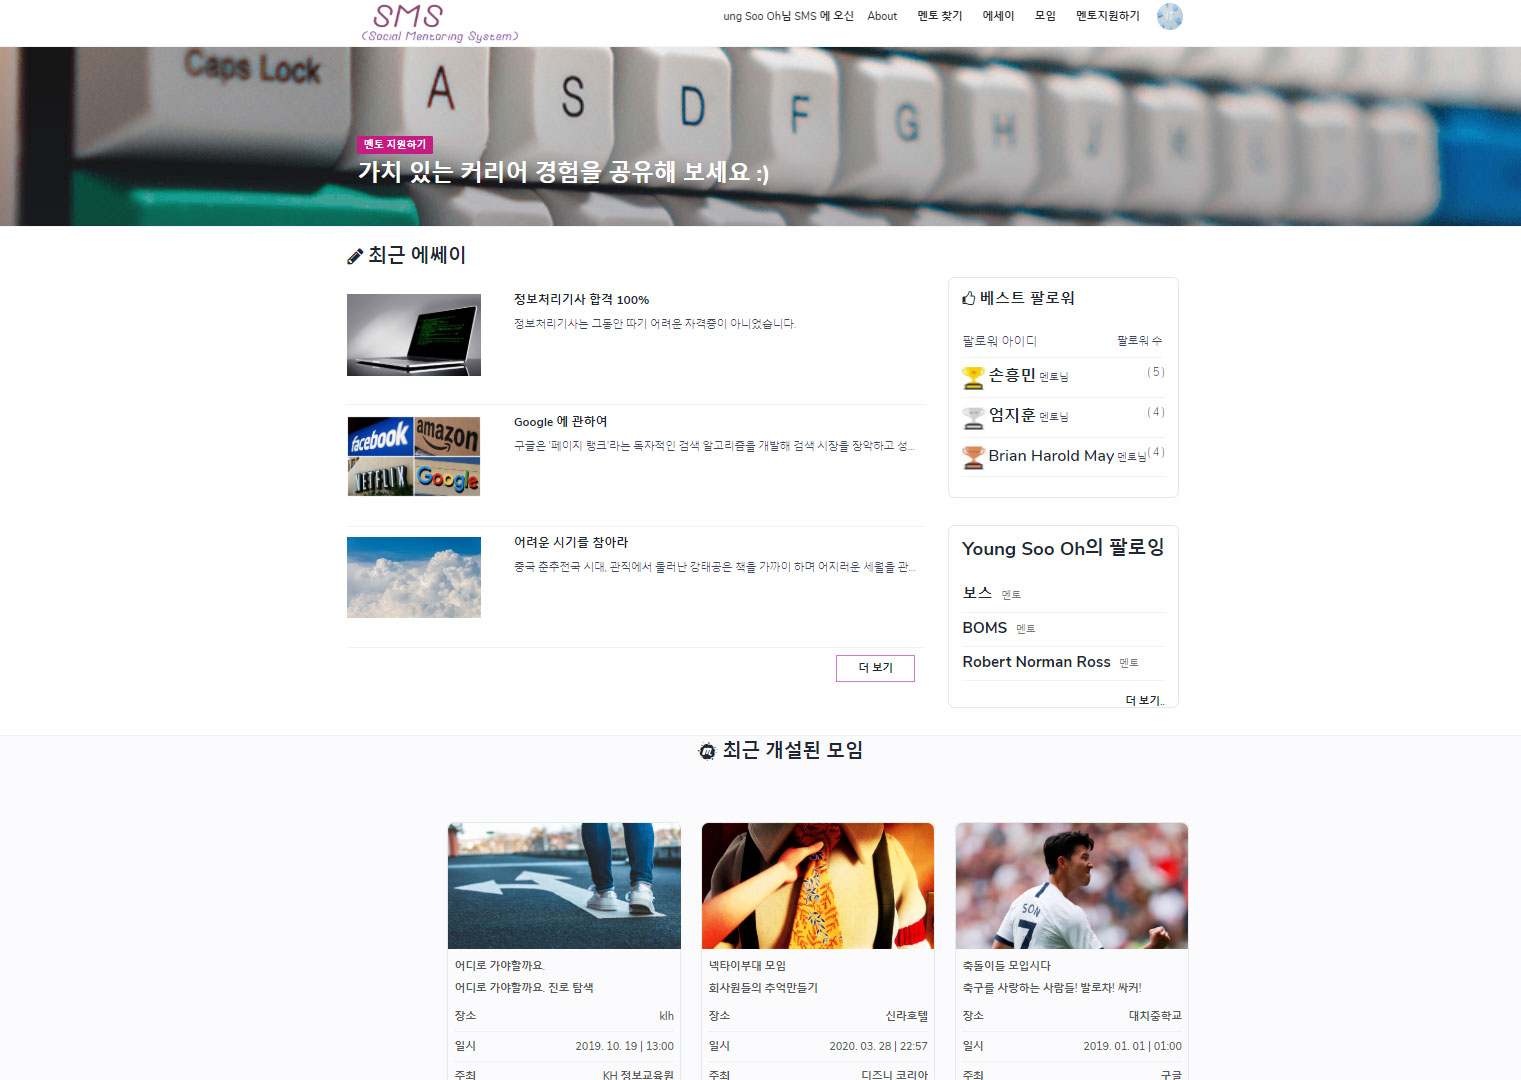 SMS
(Social Mentoring System)
ung Soo Oh님 SMS 에 오신
About
멘토 찾기
에세이
모임
멘토지원하기
Caps Lock
A
S
D
F
G
H
J
멘토 지원하기
가치 있는 커리어 경험을 공유해 보세요 :)
최근 에쎄이
정보처리기사 합격 100%
정보처리기사는 그동안 따기 어려운 자격증이 아니었습니다.
facebook
amazon
NETFLIX
Google
Google 에 관하여
구글은 '페이지 랭크'라는 독자적인 검색 알고리즘을 개발해 검색 시장을 장악하고 성...
어려운 시기를 참아라
중국 춘추전국 시대, 관직에서 물러난 강태공은 책을 가까이 하며 어지러운 세월을 관...
더 보기
베스트 팔로워
팔로워 아이디 팔로워 수
손흥민 멘토님 ( 5 )
엄지훈 멘토님 ( 4 )
Brian Harold May 멘토님 ( 4 )
Young Soo Oh의 팔로잉
보스 멘토
BOMS 멘토
Robert Norman Ross 멘토
더 보기..
최근 개설된 모임
어디로 가야할까요.
어디로 가야할까요. 진로 탐색
장소 klh
일시 2019. 10. 19 | 13:00
주최 KH 정보교육원
넥타이부대 모임
회사원들의 추억만들기
장소 신라호텔
일시 2020. 03. 28 | 22:57
주최 디즈니 코리아
SON
7
축돌이들 모입시다
축구를 사랑하는 사람들! 발로차! 싸커!
장소 대치중학교
일시 2019. 01. 01 | 01:00
주최 구글